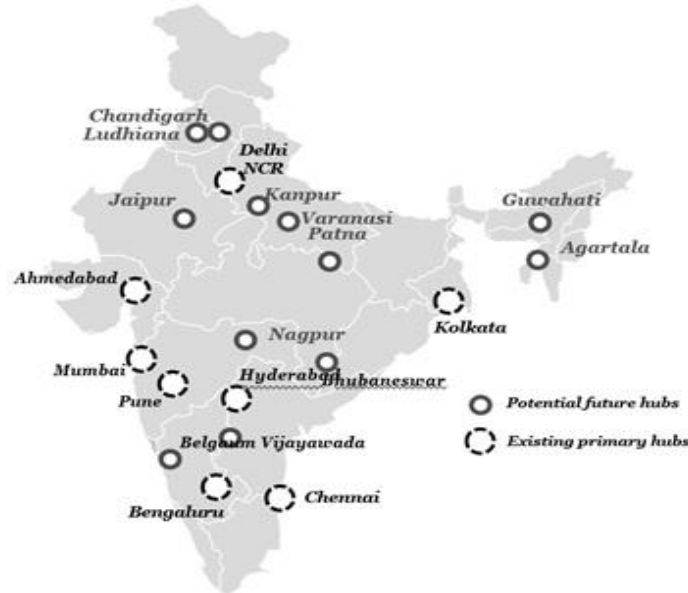 Chandigarh
Ludhiana
Delhi
NCR
Jaipur
Kanpur
Varanasi
Patna
Guwahati
Agartala
Ahmedabad
Kolkata
Nagpur
Mumbai
Pune
Hyderabad
Bhubaneswar
Potential future hubs
Belgaum Vijayawada
Existing primary hubs
Bengaluru
Chennai